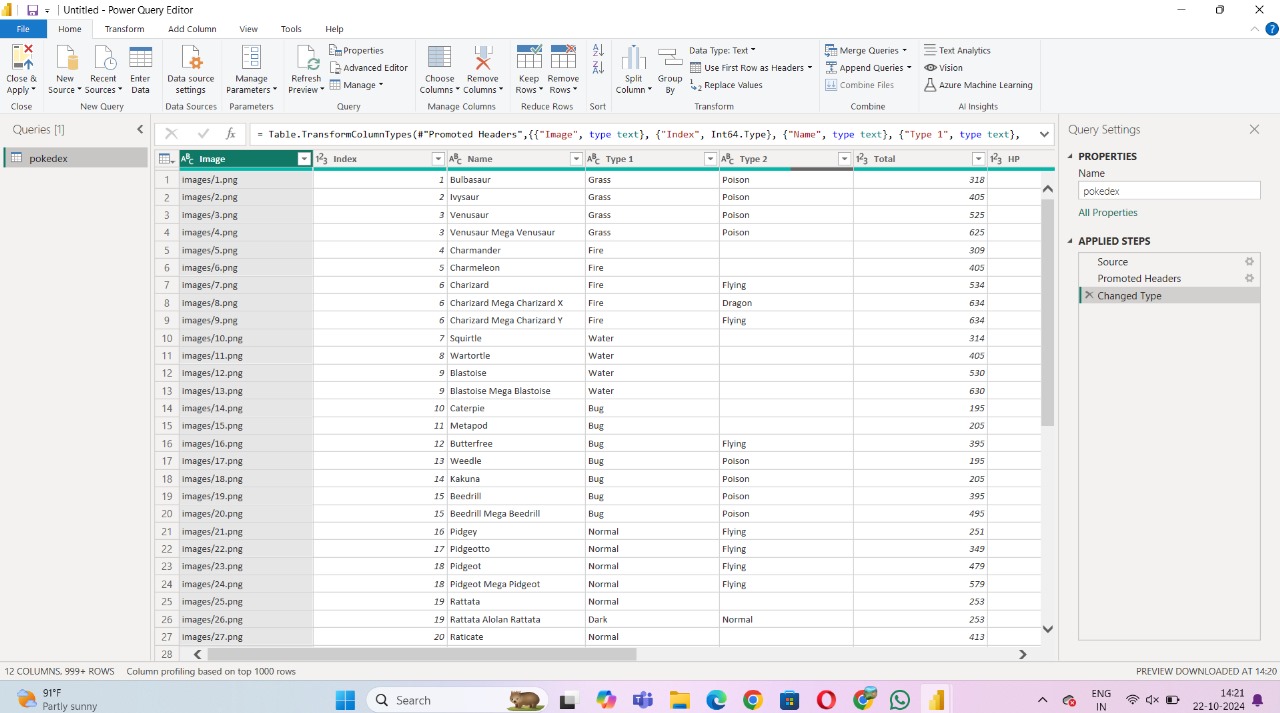 Untitled - Power Query Editor
File Home Transform Add Column View Tools Help
Close & Apply
New Source
Recent Sources
Enter Data
Data source settings
Manage Parameters
Refresh Preview
Properties
Advanced Editor
Manage
Choose Columns
Remove Columns
Keep Rows
Remove Rows
Split Column
Group By
Data Type: Text
Use First Row as Headers
Replace Values
Merge Queries
Append Queries
Combine Files
Text Analytics
Vision
Azure Machine Learning
Close New Query Data Sources Parameters Query Manage Columns Reduce Rows Sort Transform Combine AI Insights
Queries [1]
pokedex
fx = Table.TransformColumnTypes(#"Promoted Headers",{{"Image", type text}, {"Index", Int64.Type}, {"Name", type text}, {"Type 1", type text},
ABC Image 123 Index ABC Name ABC Type 1 ABC Type 2 123 Total 123 HP
1 images/1.png 1 Bulbasaur Grass Poison 318
2 images/2.png 2 Ivysaur Grass Poison 405
3 images/3.png 3 Venusaur Grass Poison 525
4 images/4.png 3 Venusaur Mega Venusaur Grass Poison 625
5 images/5.png 4 Charmander Fire 309
6 images/6.png 5 Charmeleon Fire 405
7 images/7.png 6 Charizard Fire Flying 534
8 images/8.png 6 Charizard Mega Charizard X Fire Dragon 634
9 images/9.png 6 Charizard Mega Charizard Y Fire Flying 634
10 images/10.png 7 Squirtle Water 314
11 images/11.png 8 Wartortle Water 405
12 images/12.png 9 Blastoise Water 530
13 images/13.png 9 Blastoise Mega Blastoise Water 630
14 images/14.png 10 Caterpie Bug 195
15 images/15.png 11 Metapod Bug 205
16 images/16.png 12 Butterfree Bug Flying 395
17 images/17.png 13 Weedle Bug Poison 195
18 images/18.png 14 Kakuna Bug Poison 205
19 images/19.png 15 Beedrill Bug Poison 395
20 images/20.png 15 Beedrill Mega Beedrill Bug Poison 495
21 images/21.png 16 Pidgey Normal Flying 251
22 images/22.png 17 Pidgeotto Normal Flying 349
23 images/23.png 18 Pidgeot Normal Flying 479
24 images/24.png 18 Pidgeot Mega Pidgeot Normal Flying 579
25 images/25.png 19 Rattata Normal 253
26 images/26.png 19 Rattata Alolan Rattata Dark Normal 253
27 images/27.png 20 Raticate Normal 413
28
Query Settings
PROPERTIES
Name
pokedex
All Properties
APPLIED STEPS
Source
Promoted Headers
Changed Type
12 COLUMNS, 999+ ROWS Column profiling based on top 1000 rows
PREVIEW DOWNLOADED AT 14:20
91°F
Partly sunny
Search
ENG
IN
14:21
22-10-2024